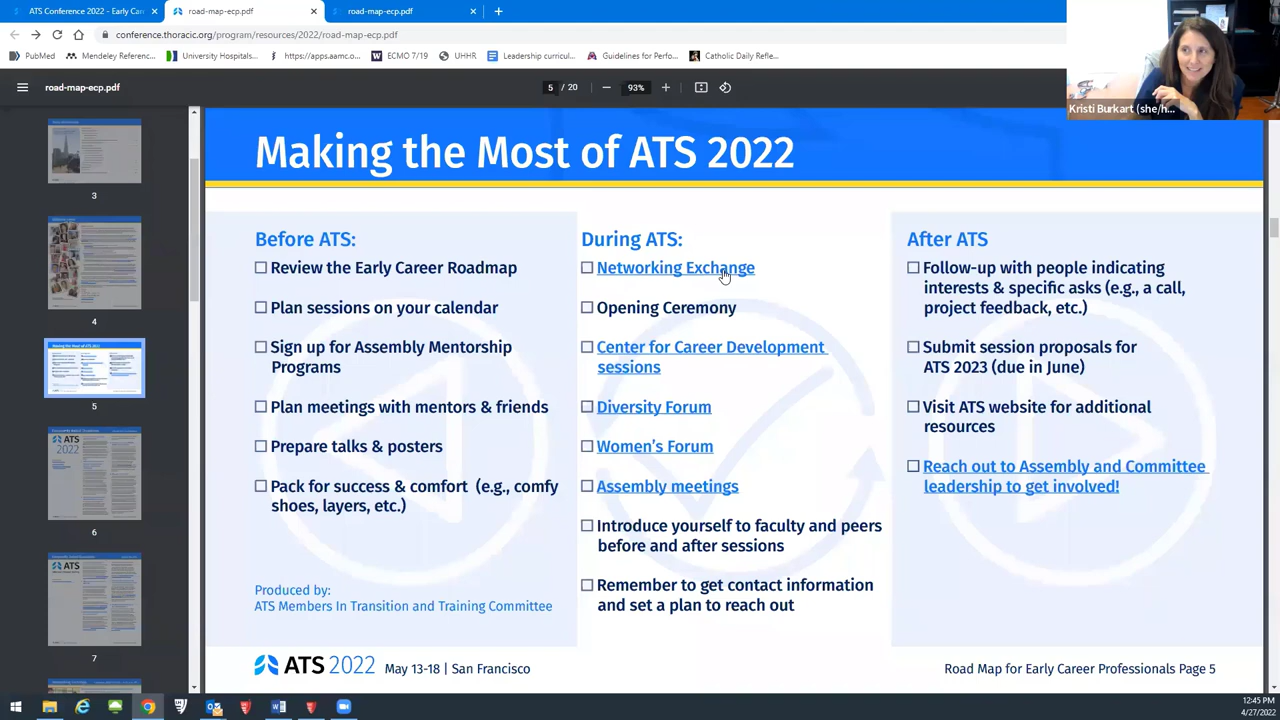 ATS Conference 2022 - Early Car
road-map-ecp.pdf
road-map-ecp.pdf
conference.thoracic.org/program/resources/2022/road-map-ecp.pdf
PubMed
Mendeley Referenc...
University Hospitals...
https://apps.aamc.o...
ECMO 7/19
UHHR
Leadership curricul...
Guidelines for Perfo...
Catholic Daily Refle...
road-map-ecp.pdf
5 / 20
93%
Kristi Burkart (she/h...
3
4
5
6
7
Making the Most of ATS 2022
Before ATS:
Review the Early Career Roadmap
Plan sessions on your calendar
Sign up for Assembly Mentorship
Programs
Plan meetings with mentors & friends
Prepare talks & posters
Pack for success & comfort (e.g., comfy
shoes, layers, etc.)
Produced by:
ATS Members In Transition and Training Committee
During ATS:
Networking Exchange
Opening Ceremony
Center for Career Development
sessions
Diversity Forum
Women's Forum
Assembly meetings
Introduce yourself to faculty and peers
before and after sessions
Remember to get contact information
and set a plan to reach out
After ATS
Follow-up with people indicating
interests & specific asks (e.g., a call,
project feedback, etc.)
Submit session proposals for
ATS 2023 (due in June)
Visit ATS website for additional
resources
Reach out to Assembly and Committee
leadership to get involved!
ATS 2022 May 13-18 | San Francisco
Road Map for Early Career Professionals Page 5
12:45 PM
4/27/2022